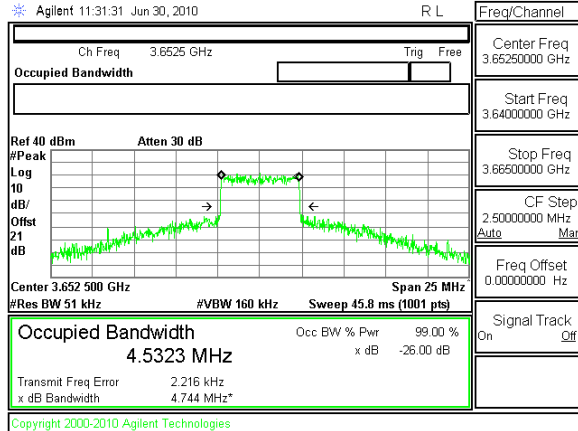 Agilent 11:31:31 Jun 30, 2010 R L
Freq/Channel
Ch Freq 3.6525 GHz Trig Free
Occupied Bandwidth
Center Freq
3.65250000 GHz
Start Freq
3.64000000 GHz
Stop Freq
3.66500000 GHz
CF Step
2.50000000 MHz
Auto Man
Freq Offset
0.00000000 Hz
Signal Track
On Off
Ref 40 dBm Atten 30 dB
#Peak
Log
10
dB/
Offst
21
dB
Center 3.652 500 GHz Span 25 MHz
#Res BW 51 kHz #VBW 160 kHz Sweep 45.8 ms (1001 pts)
Occupied Bandwidth Occ BW % Pwr 99.00 %
4.5323 MHz x dB -26.00 dB
Transmit Freq Error 2.216 kHz
x dB Bandwidth 4.744 MHz*
Copyright 2000-2010 Agilent Technologies